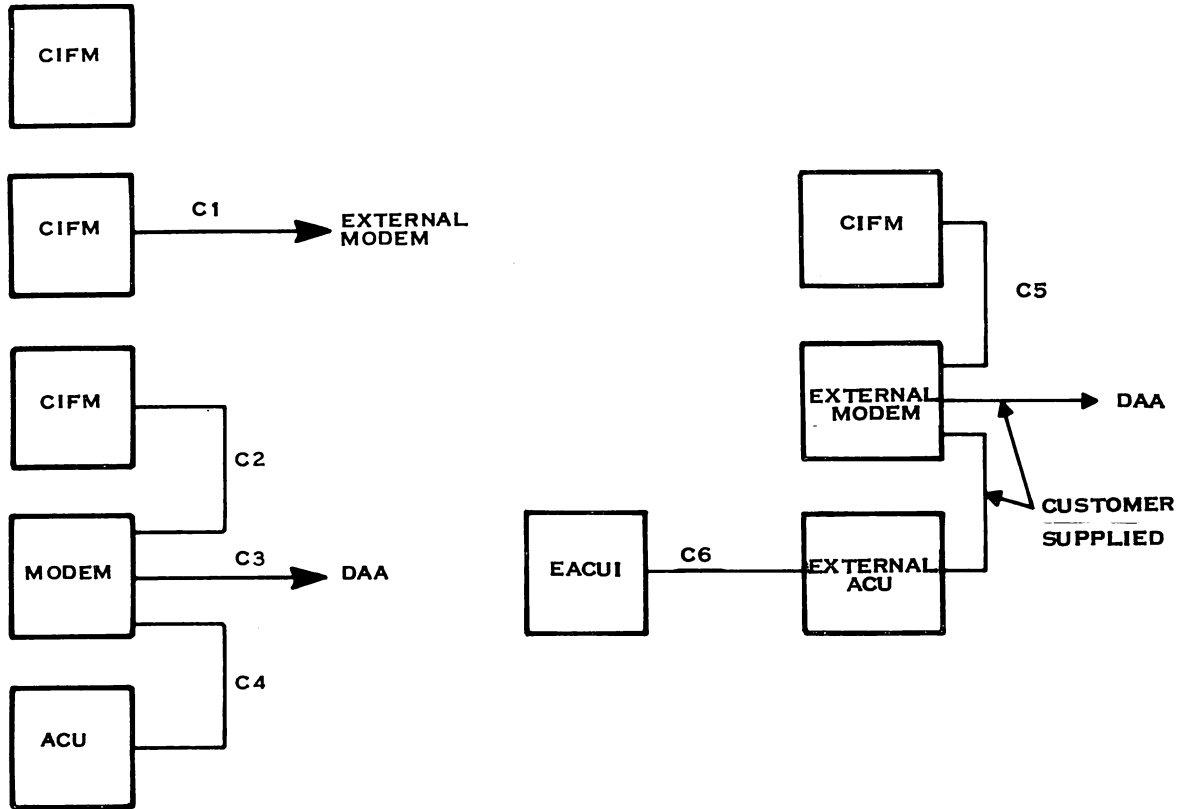 CIFM
CIFM
C1
EXTERNAL
MODEM
CIFM
C2
MODEM
C3
DAA
C4
ACU
CIFM
C5
EXTERNAL
MODEM
DAA
CUSTOMER
SUPPLIED
EACUI
C6
EXTERNAL
ACU